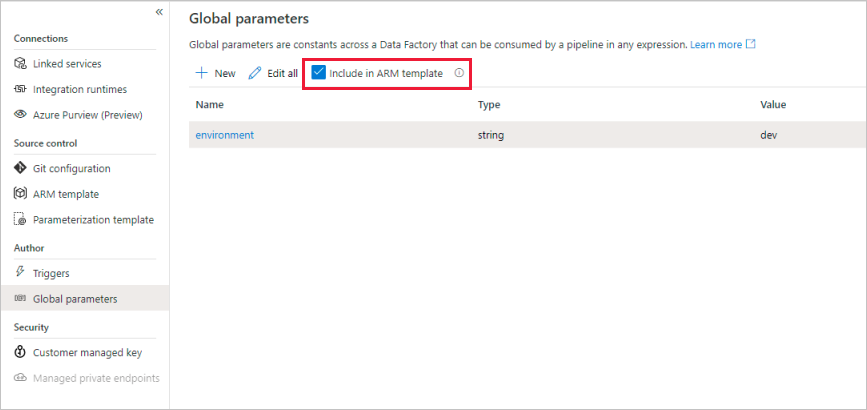 «
Connections
Linked services
Integration runtimes
Azure Purview (Preview)
Source control
Git configuration
ARM template
Parameterization template
Author
Triggers
Global parameters
Security
Customer managed key
Managed private endpoints
Global parameters
Global parameters are constants across a Data Factory that can be consumed by a pipeline in any expression. Learn more
New Edit all Include in ARM template
Name Type Value
environment string dev